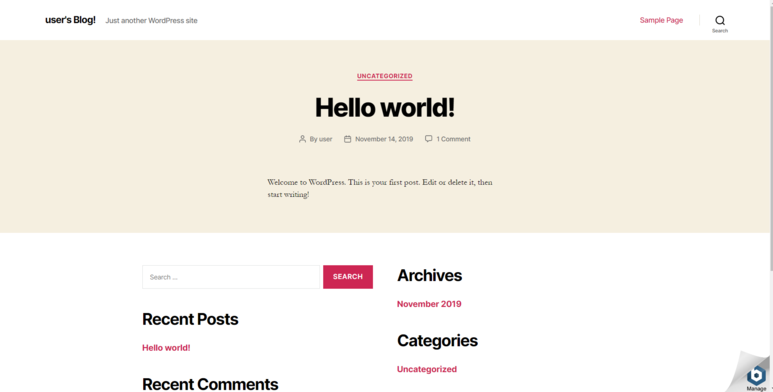 user's Blog! Just another WordPress site
Sample Page
Search
UNCATEGORIZED
Hello world!
By user November 14, 2019 1 Comment
Welcome to WordPress. This is your first post. Edit or delete it, then
start writing!
Search …
SEARCH
Recent Posts
Hello world!
Recent Comments
Archives
November 2019
Categories
Uncategorized
Manage